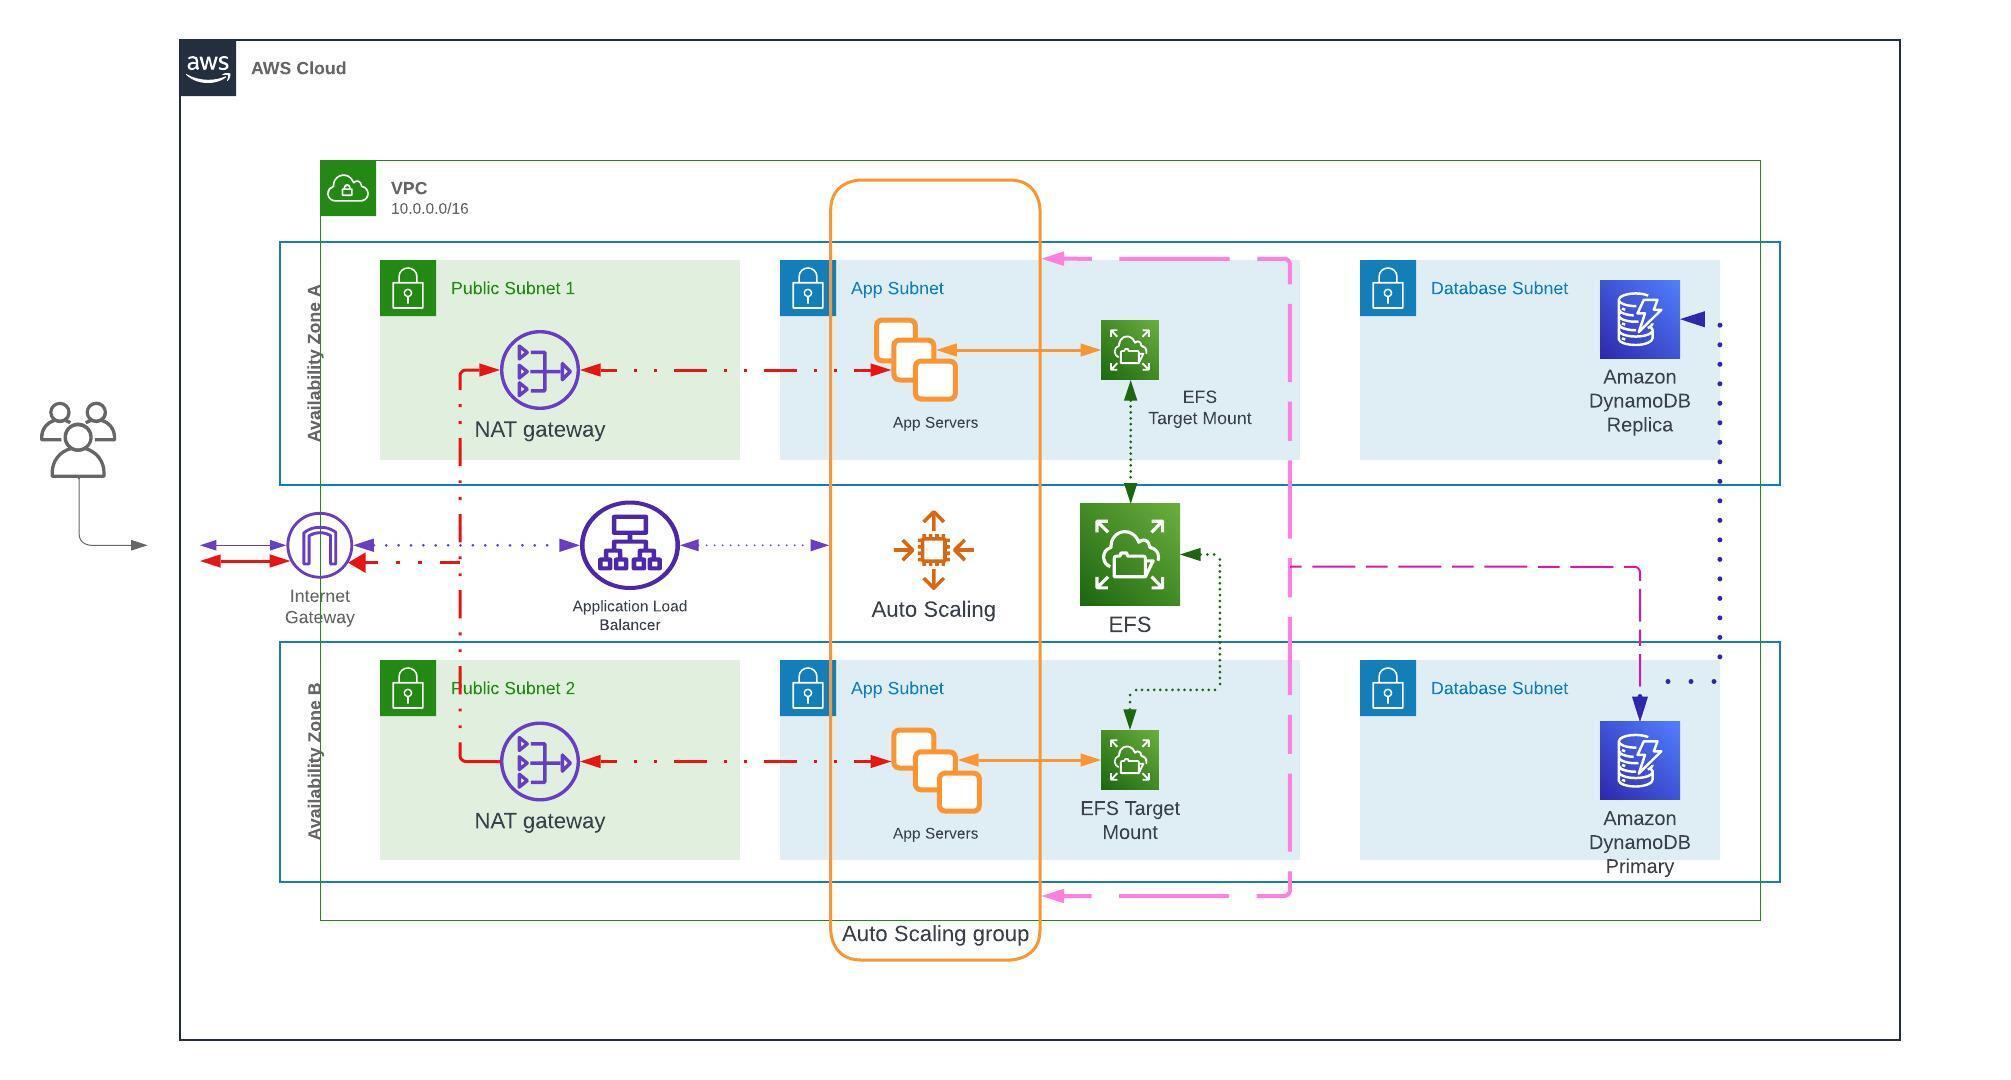 aws
AWS Cloud
VPC
10.0.0.0/16
Availability Zone A
Public Subnet 1
NAT gateway
App Subnet
App Servers
EFS
Target Mount
Database Subnet
Amazon
DynamoDB
Replica
Internet
Gateway
Application Load
Balancer
Auto Scaling
EFS
Availability Zone B
Public Subnet 2
NAT gateway
App Subnet
App Servers
EFS Target
Mount
Database Subnet
Amazon
DynamoDB
Primary
Auto Scaling group